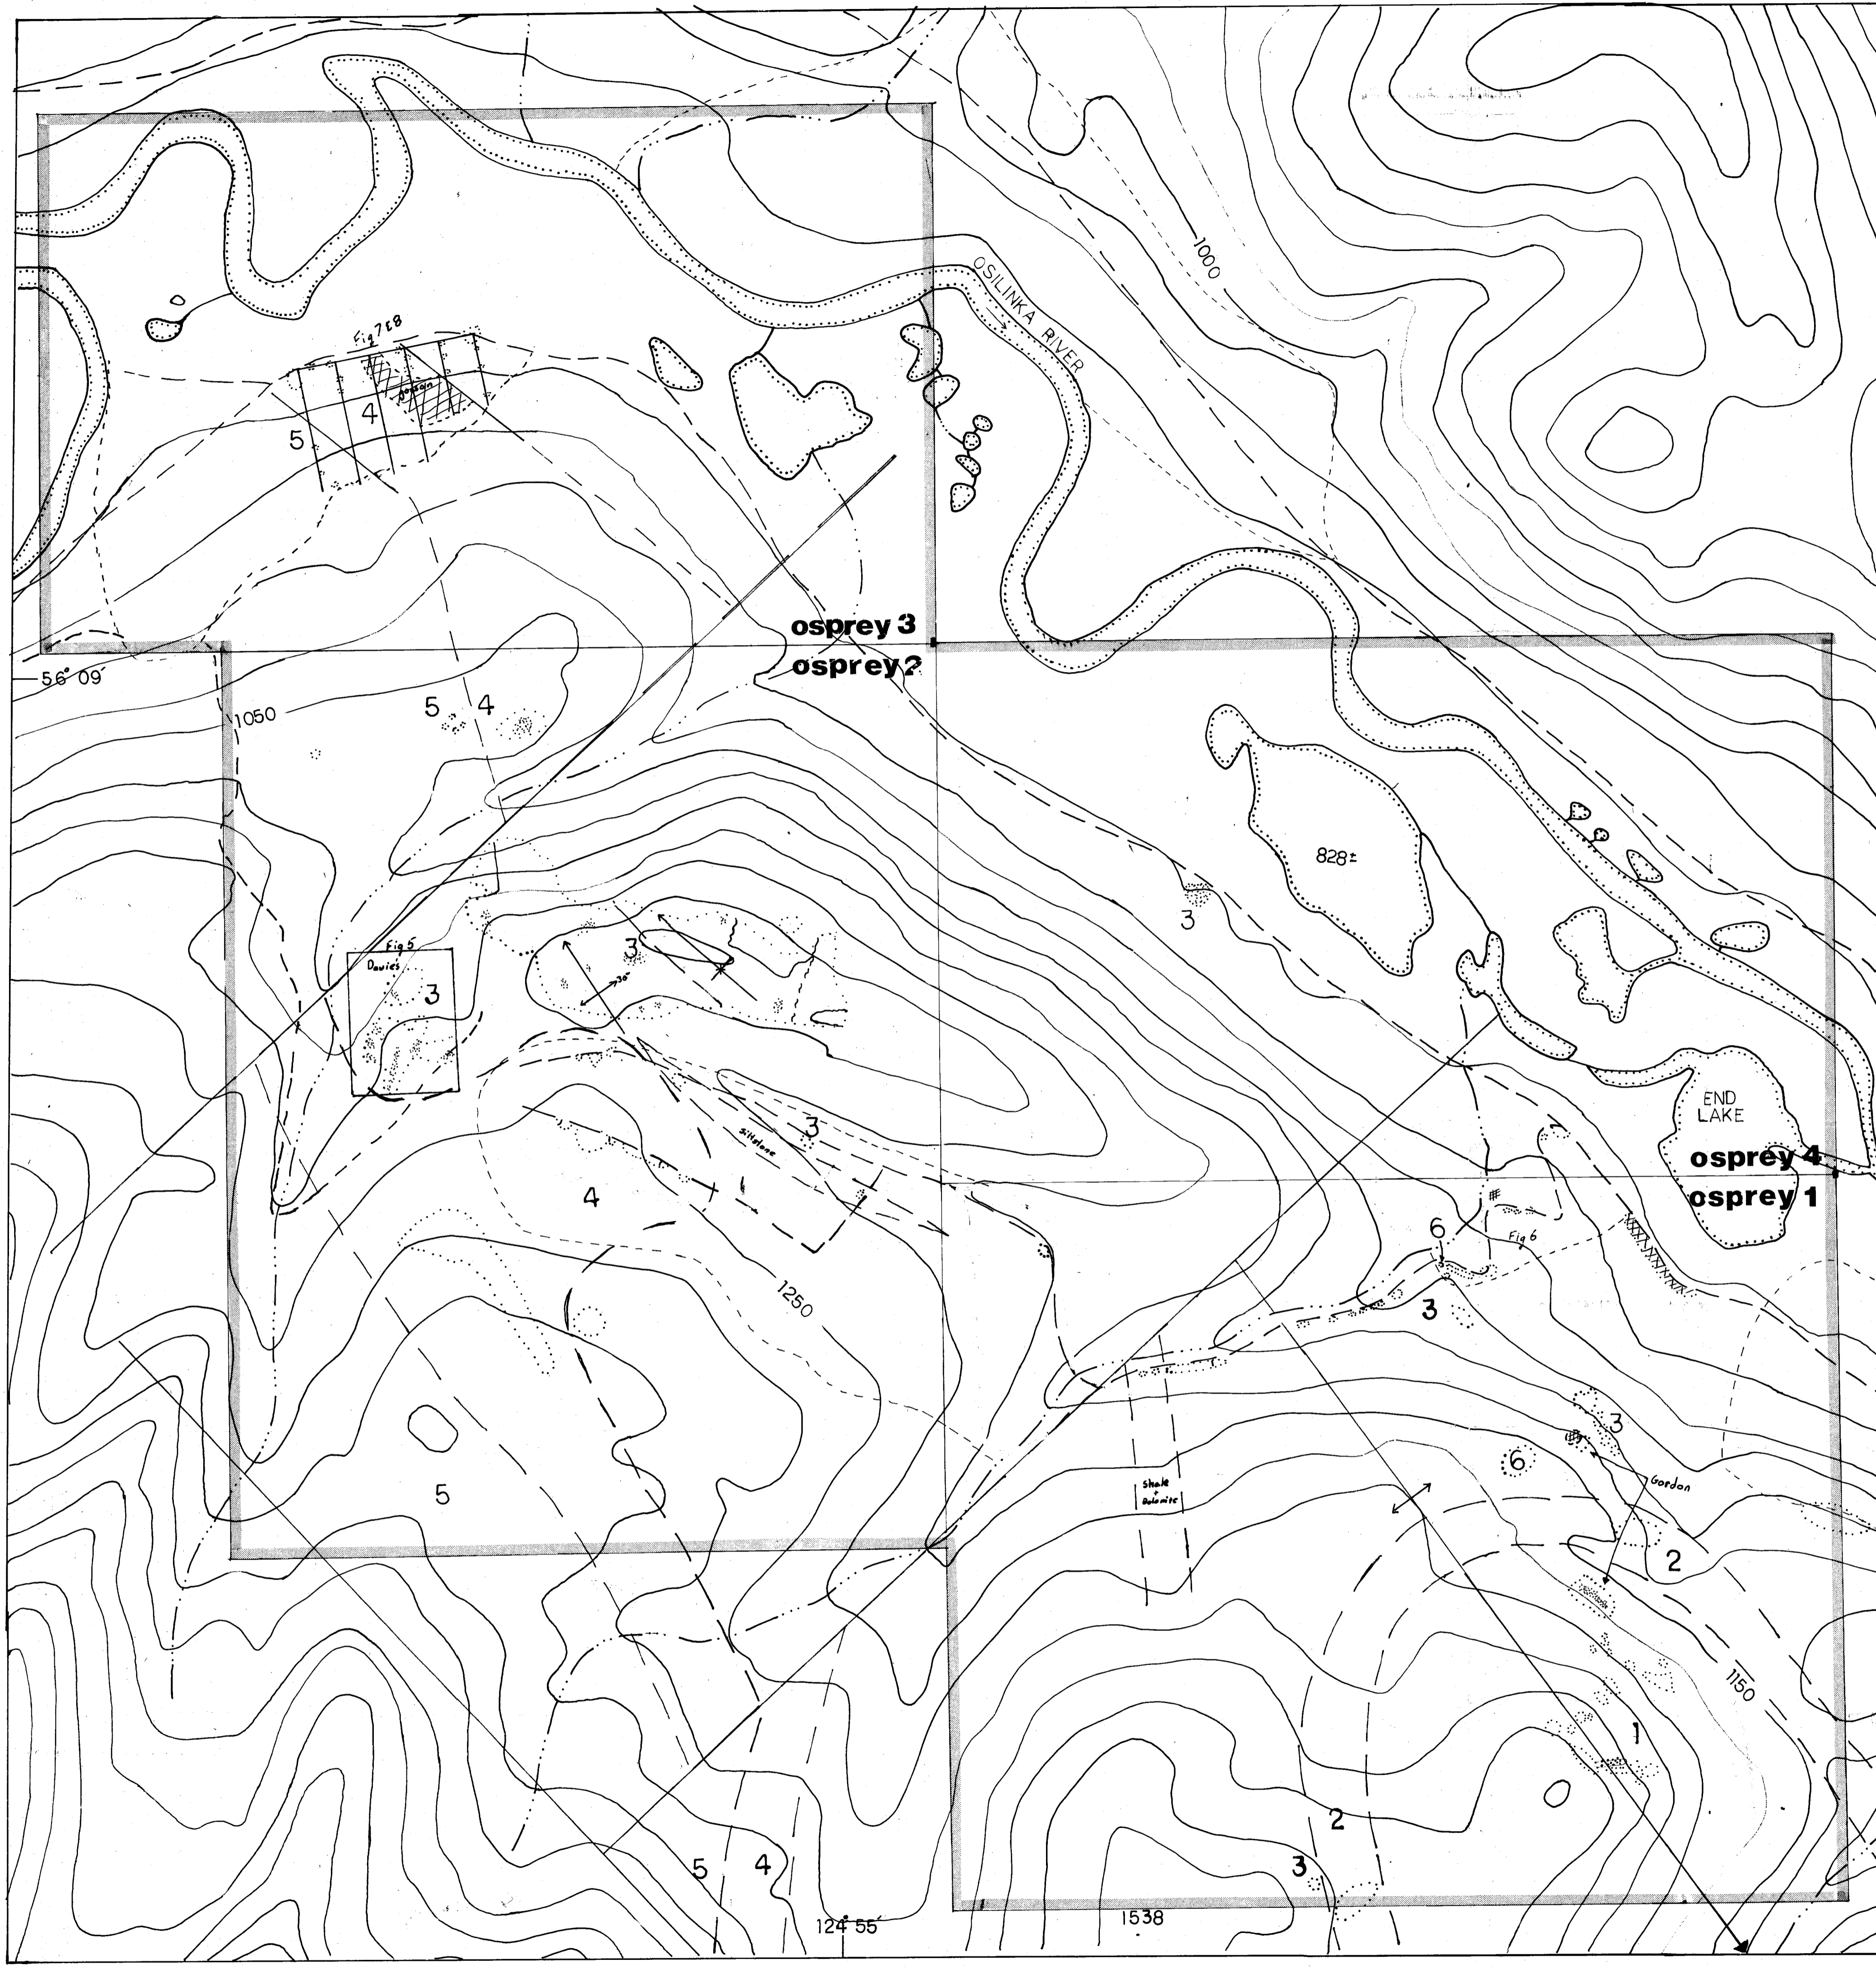 1000
OSILINKA RIVER
Fig 7&8
4
5
osprey 3
osprey 2
56° 09'
5 4
1050
828±
3
Fig 5
Davies
3
3
30°
END
LAKE
3
Siltstone
osprey 4
osprey 1
4
6
Fig 6
1250
3
3
6
Gordon
Shale
+
Dolomite
5
2
1150
1
2
5 4
3
124° 55'
1538